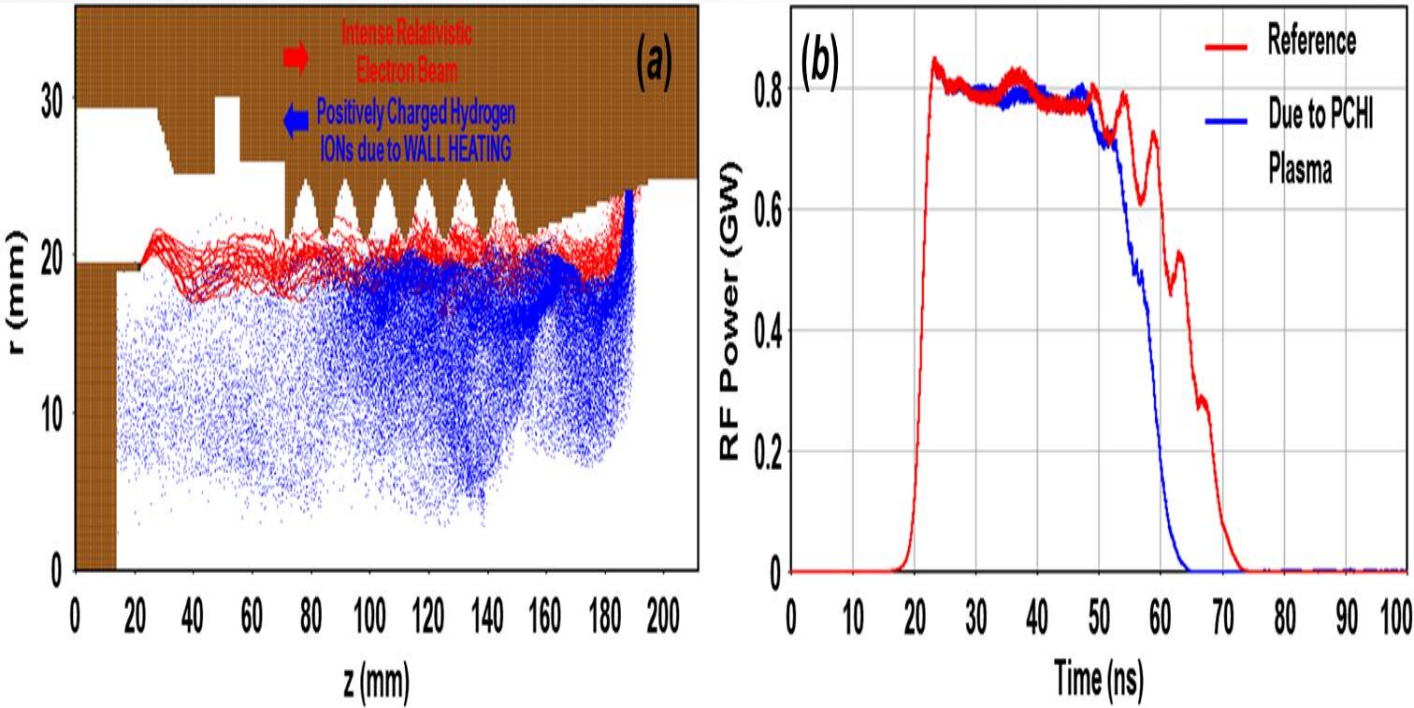 Intense Relativistic
Electron Beam
(a)
Positively Charged Hydrogen
IONs due to WALL HEATING
30
20
10
0
r (mm)
0 20 40 60 80 100 120 140 160 180 200
z (mm)
(b)
Reference
Due to PCHI
Plasma
0.8
0.6
0.4
0.2
0
RF Power (GW)
0 10 20 30 40 50 60 70 80 90 100
Time (ns)